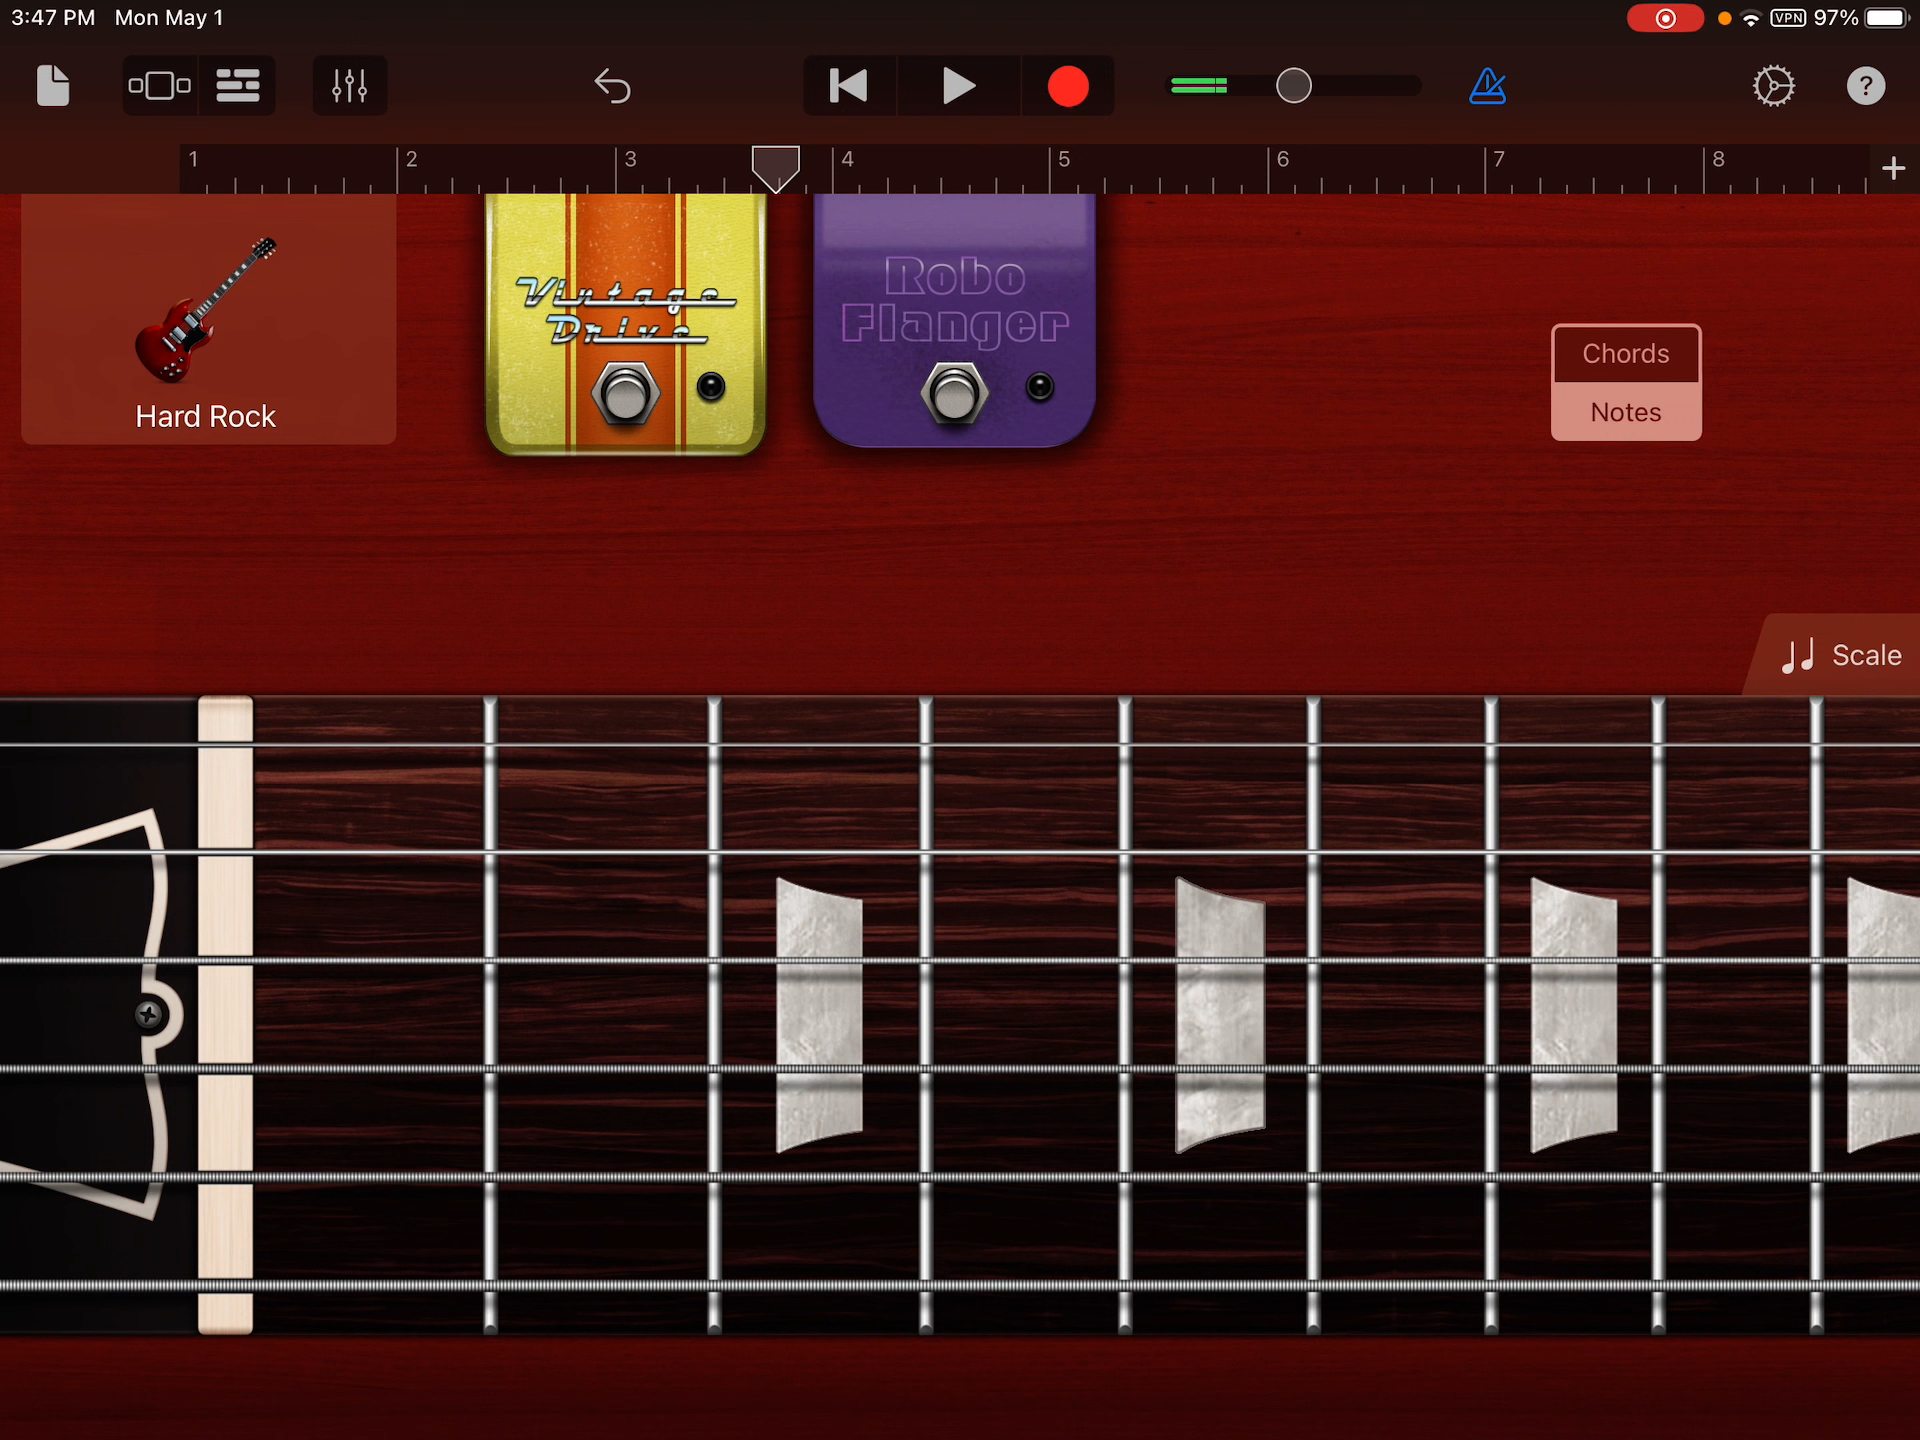 3:47 PM Mon May 1
VPN 97%
?
1 2 3 4 5 6 7 8 +
Vintage
Drive
Robo
Flanger
Hard Rock
Chords
Notes
Scale